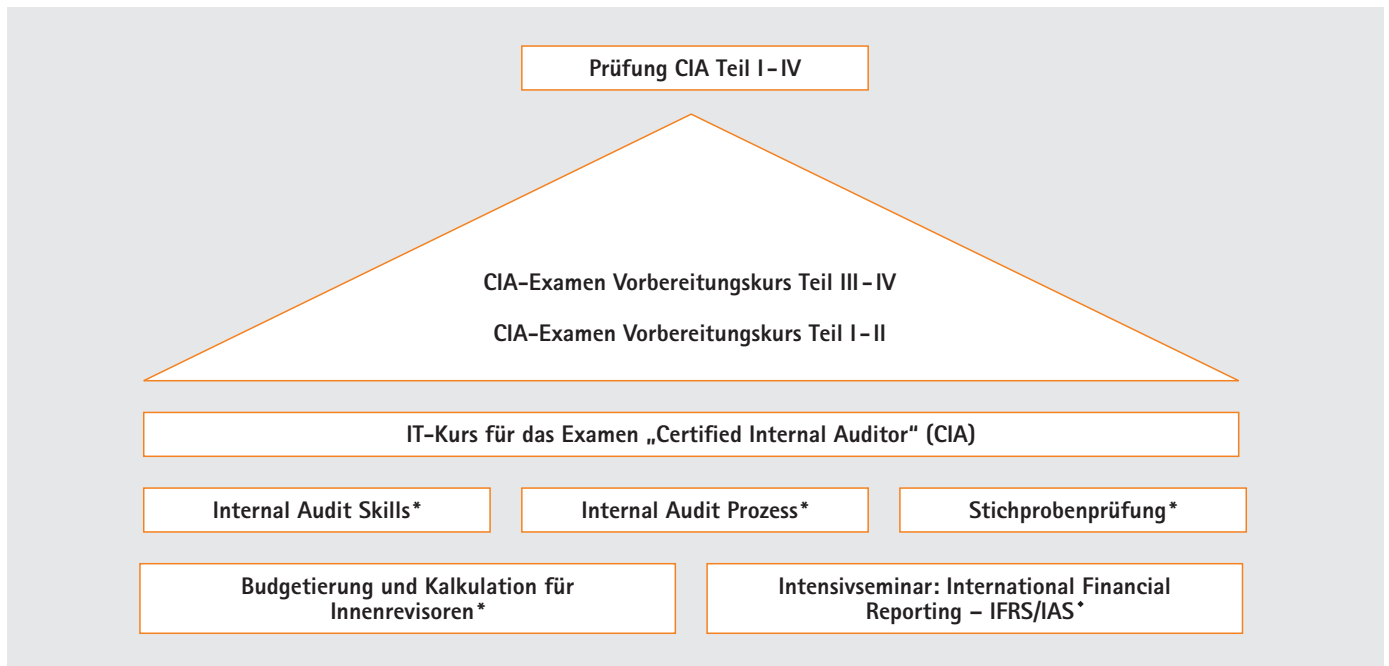 Prüfung CIA Teil I–IV
CIA-Examen Vorbereitungskurs Teil III–IV
CIA-Examen Vorbereitungskurs Teil I–II
IT-Kurs für das Examen „Certified Internal Auditor“ (CIA)
Internal Audit Skills*
Internal Audit Prozess*
Stichprobenprüfung*
Budgetierung und Kalkulation für
Innenrevisoren*
Intensivseminar: International Financial
Reporting – IFRS/IAS◆